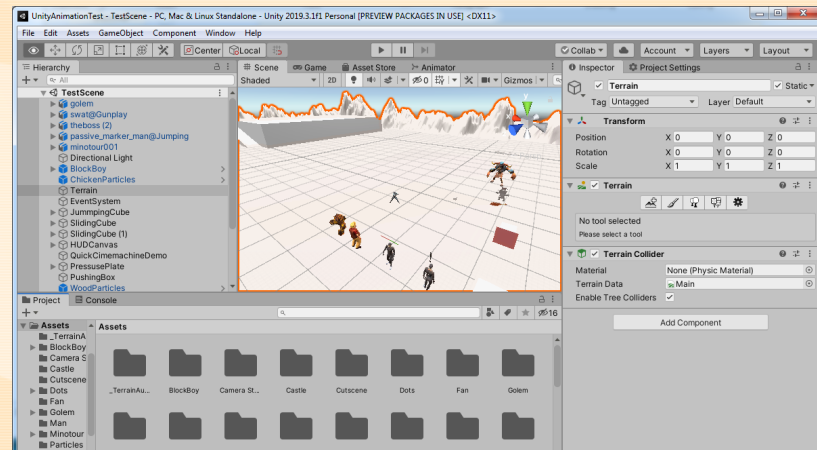 UnityAnimationTest - TestScene - PC, Mac & Linux Standalone - Unity 2019.3.1f1 Personal [PREVIEW PACKAGES IN USE] <DX11>
File Edit Assets GameObject Component Window Help
Center Local Collab Account Layers Layout
Hierarchy
All
TestScene
golem
swat@Gunplay
theboss (2)
passive_marker_man@Jumping
minotour001
Directional Light
BlockBoy
ChickenParticles
Terrain
EventSystem
JummpingCube
SlidingCube
SlidingCube (1)
HUDCanvas
QuickCimemachineDemo
PressusePlate
PushingBox
WoodParticles
Scene Game Asset Store Animator
Shaded 2D 0 Gizmos
y
Inspector Project Settings
Terrain Static
Tag Untagged Layer Default
Transform
Position X 0 Y 0 Z 0
Rotation X 0 Y 0 Z 0
Scale X 1 Y 1 Z 1
Terrain
No tool selected
Please select a tool
Terrain Collider
Material None (Physic Material)
Terrain Data Main
Enable Tree Colliders
Add Component
Project Console
16
Assets
_TerrainA
BlockBoy
Camera S
Castle
Cutscene
Dots
Fan
Golem
Man
Minotour
Particles
Assets
_TerrainAu... BlockBoy Camera St... Castle Cutscene Dots Fan Golem